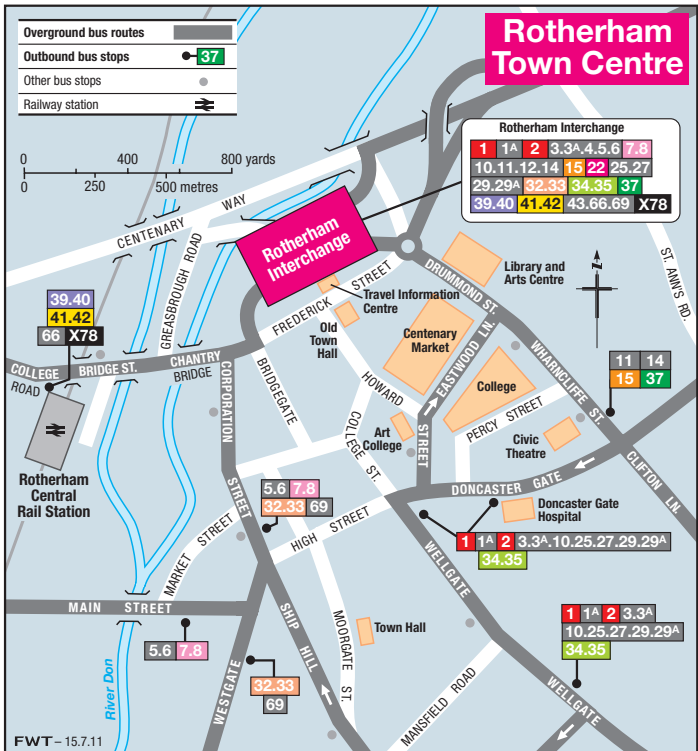 Rotherham
Town Centre
Overground bus routes
Outbound bus stops
37
Other bus stops
Railway station
0 400 800 yards
0 250 500 metres
Rotherham Interchange
1 1A 2 3.3A.4.5.6 7.8
10.11.12.14 15 22 25.27
29.29A 32.33 34.35 37
39.40 41.42 43.66.69 X78
CENTENARY WAY
GREASBROUGH ROAD
Rotherham
Interchange
FREDERICK STREET
Travel Information
Centre
Old
Town
Hall
DRUMMOND ST.
Library and
Arts Centre
ST. ANN'S RD.
Centenary
Market
EASTWOOD LN.
College
WHARNCLIFFE ST.
PERCY STREET
Civic
Theatre
11 14
15 37
39.40
41.42
66 X78
COLLEGE
ROAD
BRIDGE ST.
CHANTRY
BRIDGE
CORPORATION
STREET
BRIDGEGATE
HOWARD
STREET
COLLEGE ST.
Art
College
Rotherham
Central
Rail Station
DONCASTER GATE
CLIFTON LN.
Doncaster Gate
Hospital
1 1A 2 3.3A.10.25.27.29.29A
34.35
5.6 7.8
32.33 69
HIGH STREET
MARKET STREET
MAIN STREET
5.6 7.8
River Don
WESTGATE
32.33
69
SHIP HILL
MOORGATE ST.
Town Hall
WELLGATE
MANSFIELD ROAD
1 1A 2 3.3A
10.25.27.29.29A
34.35
WELLGATE
FWT – 15.7.11